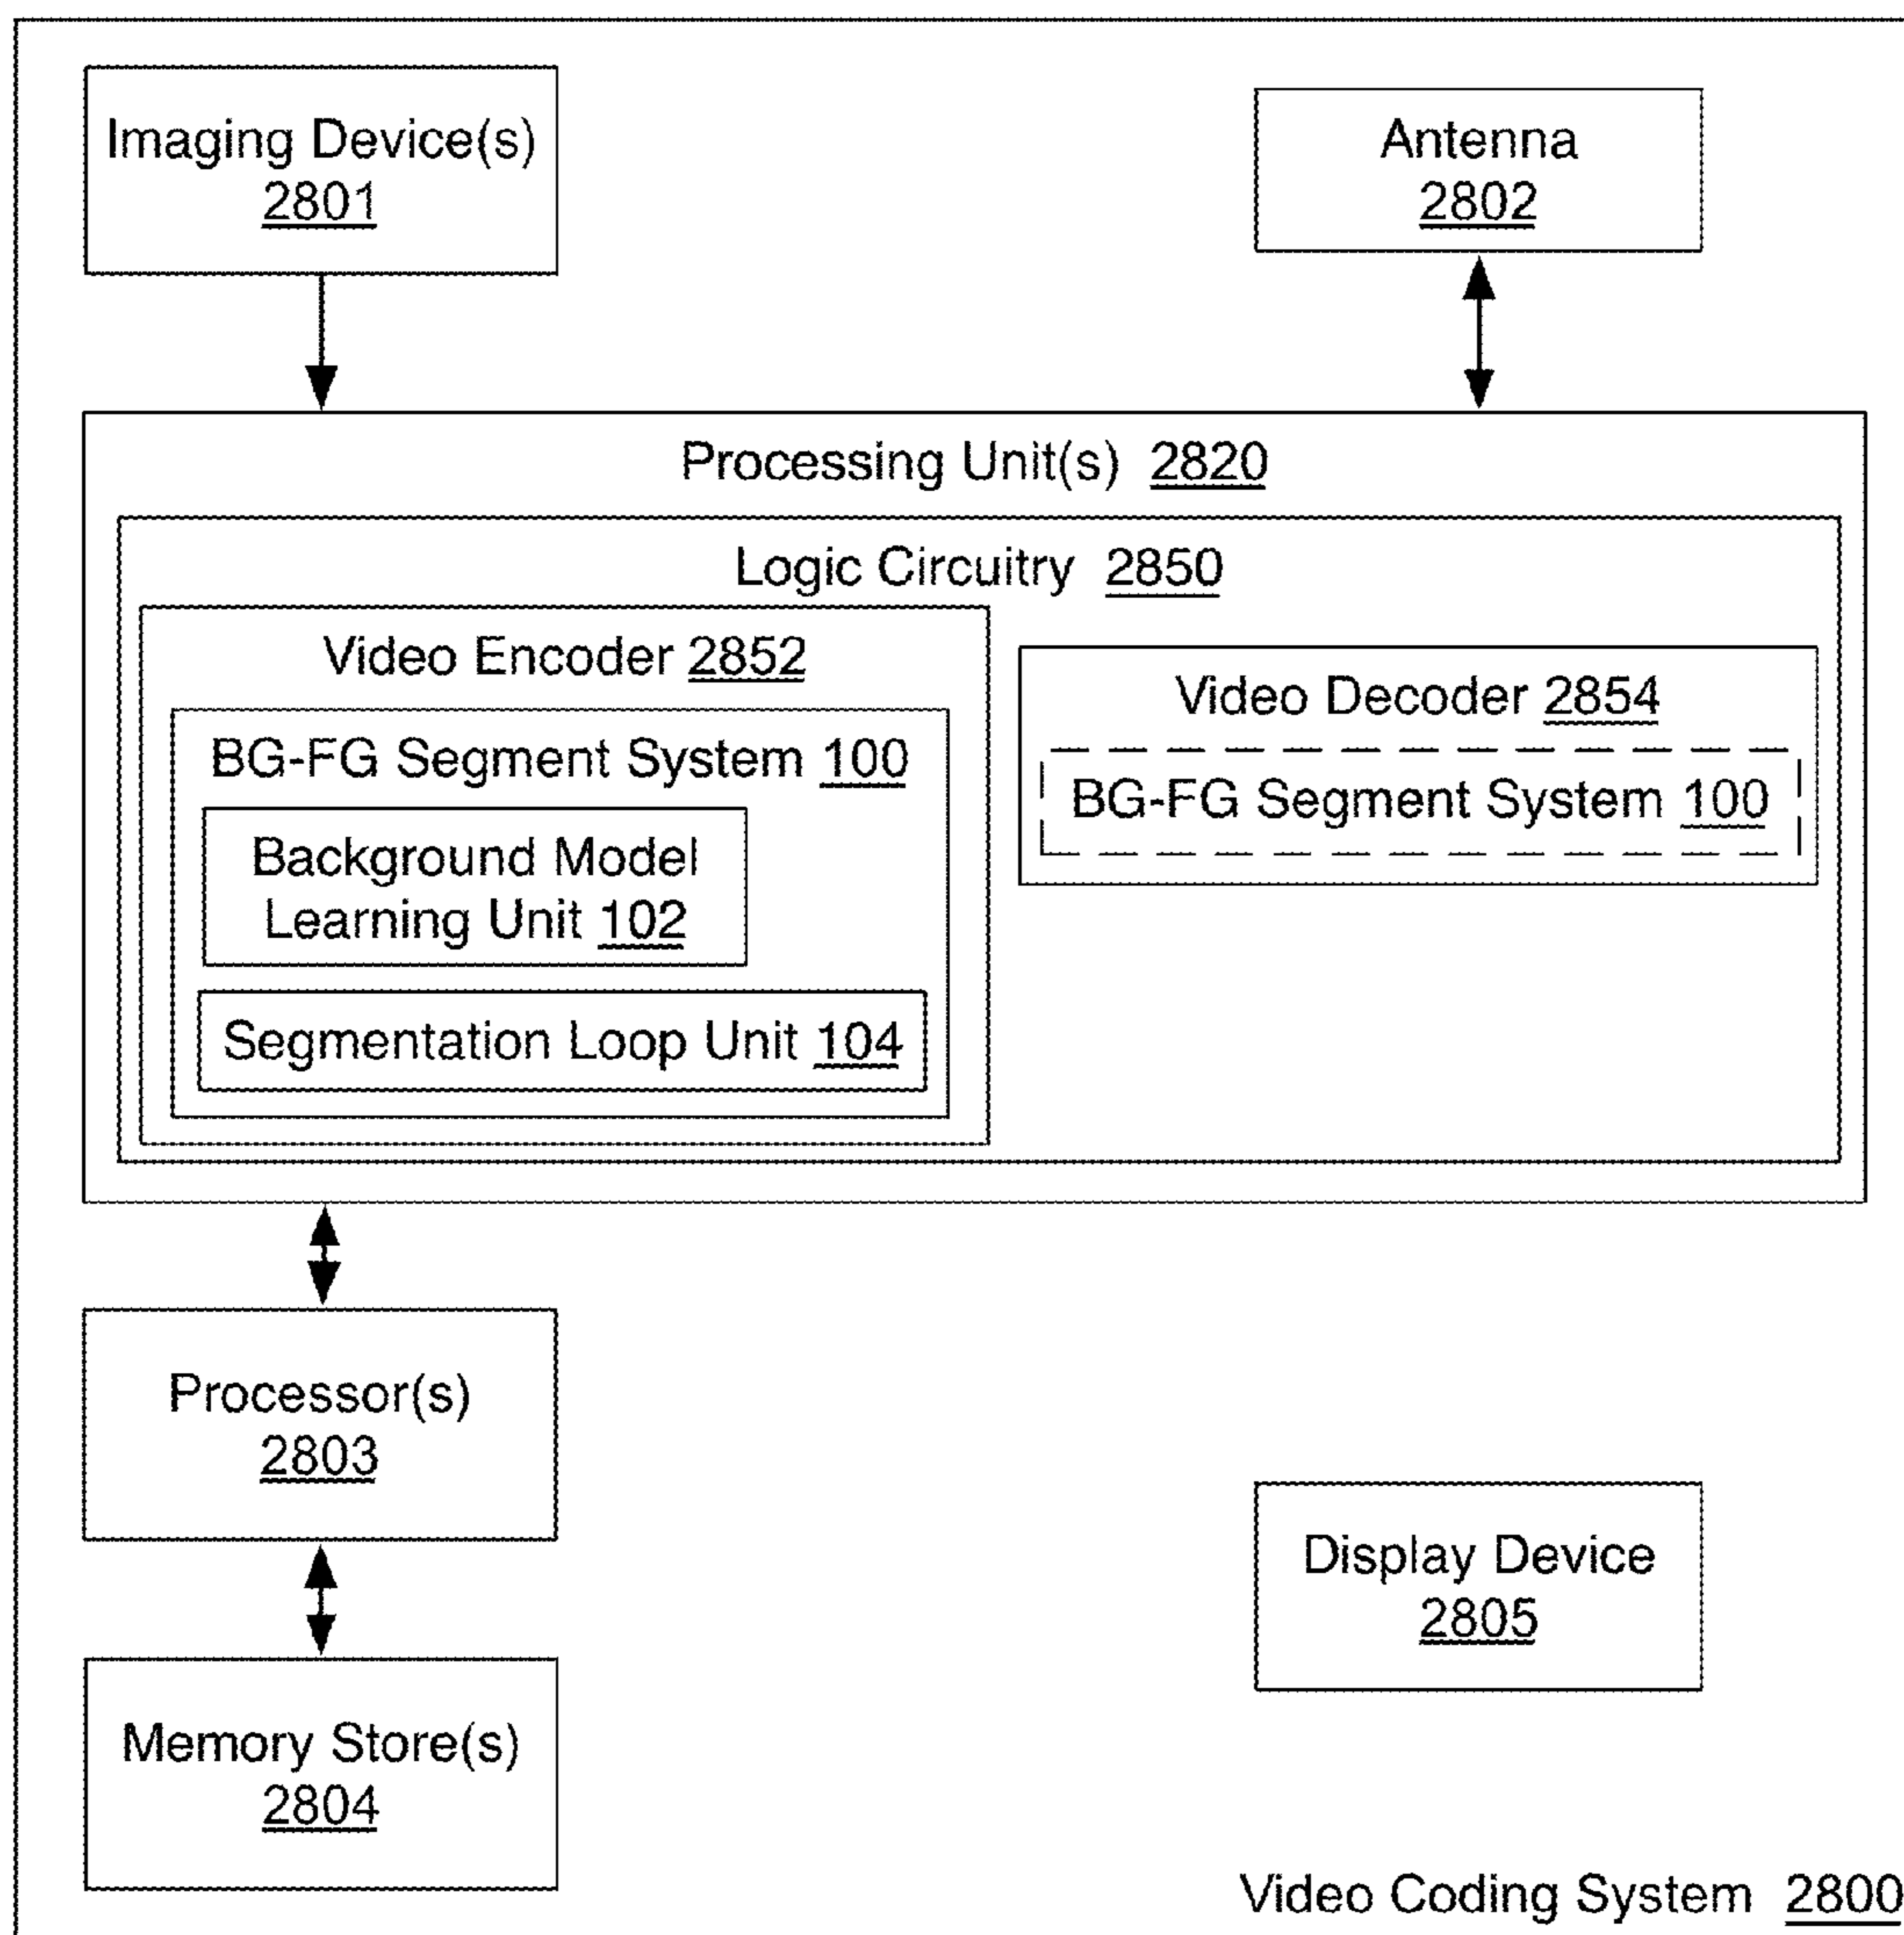 Imaging Device(s)
2801
Antenna
2802
Processing Unit(s) 2820
Logic Circuitry 2850
Video Encoder 2852
BG-FG Segment System 100
Background Model
Learning Unit 102
Segmentation Loop Unit 104
Video Decoder 2854
BG-FG Segment System 100
Processor(s)
2803
Display Device
2805
Memory Store(s)
2804
Video Coding System 2800